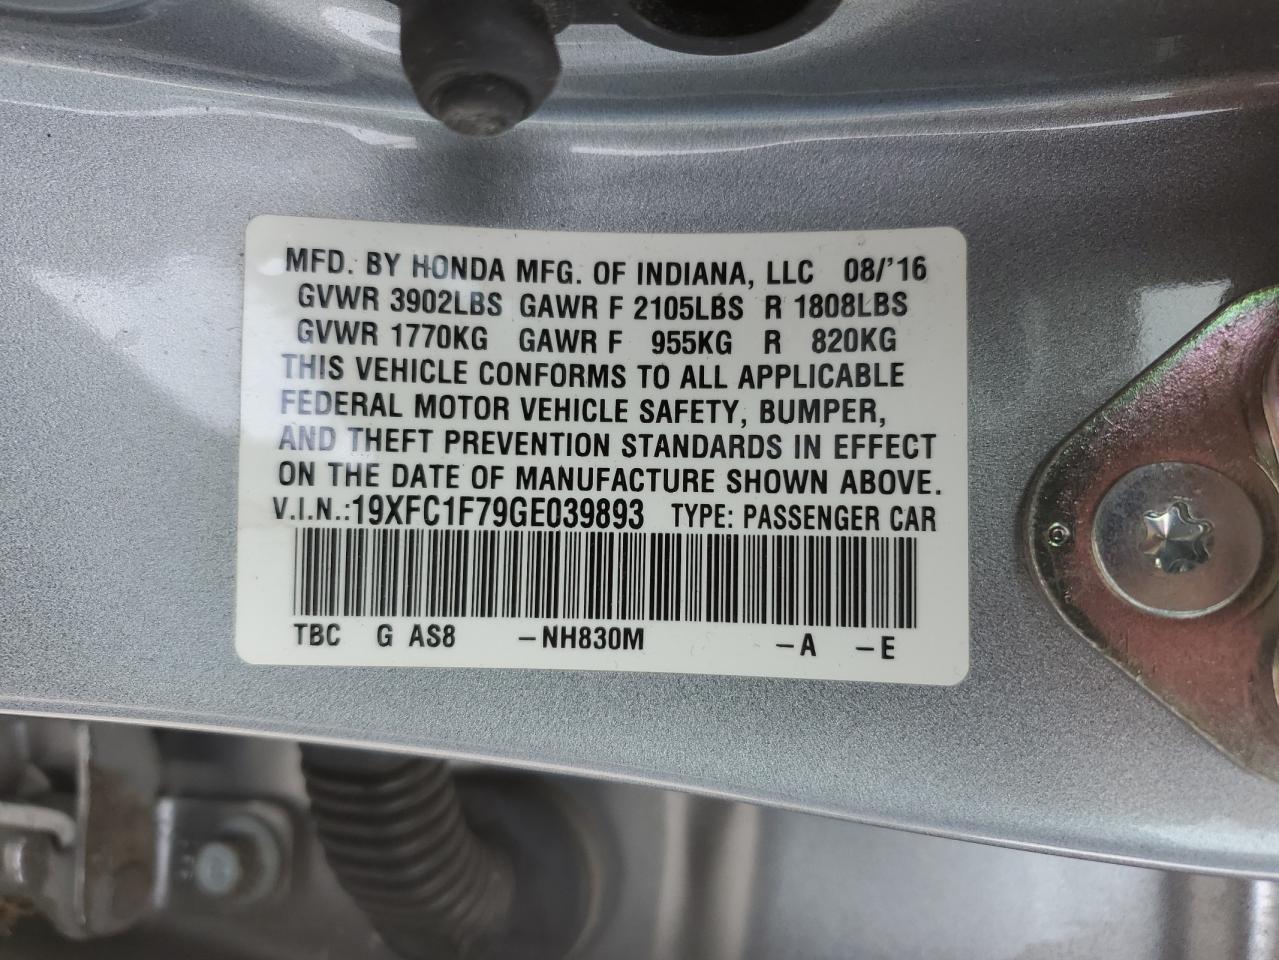 MFD. BY HONDA MFG. OF INDIANA, LLC 08/'16
GVWR 3902LBS GAWR F 2105LBS R 1808LBS
GVWR 1770KG GAWR F 955KG R 820KG
THIS VEHICLE CONFORMS TO ALL APPLICABLE
FEDERAL MOTOR VEHICLE SAFETY, BUMPER,
AND THEFT PREVENTION STANDARDS IN EFFECT
ON THE DATE OF MANUFACTURE SHOWN ABOVE.
V.I.N.:19XFC1F79GE039893 TYPE: PASSENGER CAR
TBC G AS8 –NH830M –A –E